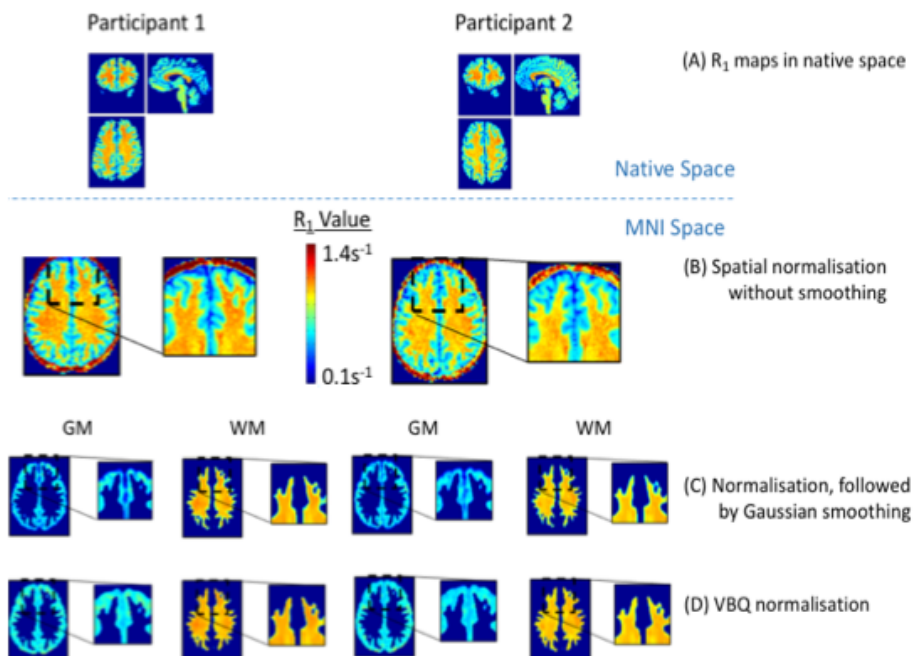 Participant 1
Participant 2
(A) R₁ maps in native space
Native Space
MNI Space
R₁ Value
1.4s⁻¹
0.1s⁻¹
(B) Spatial normalisation
without smoothing
GM
WM
GM
WM
(C) Normalisation, followed
by Gaussian smoothing
(D) VBQ normalisation